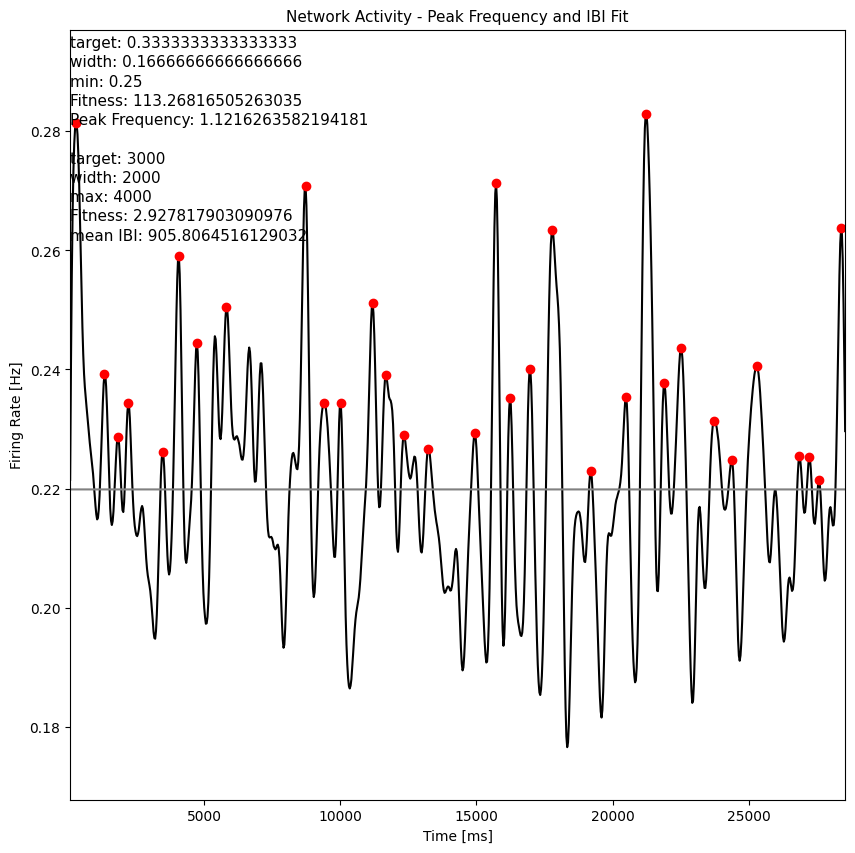 Network Activity - Peak Frequency and IBI Fit
target: 0.3333333333333333
width: 0.16666666666666666
min: 0.25
Fitness: 113.26816505263035
Peak Frequency: 1.1216263582194181
target: 3000
width: 2000
max: 4000
Fitness: 2.927817903090976
mean IBI: 905.8064516129032
0.28
0.26
0.24
0.22
0.20
0.18
Firing Rate [Hz]
5000 10000 15000 20000 25000
Time [ms]